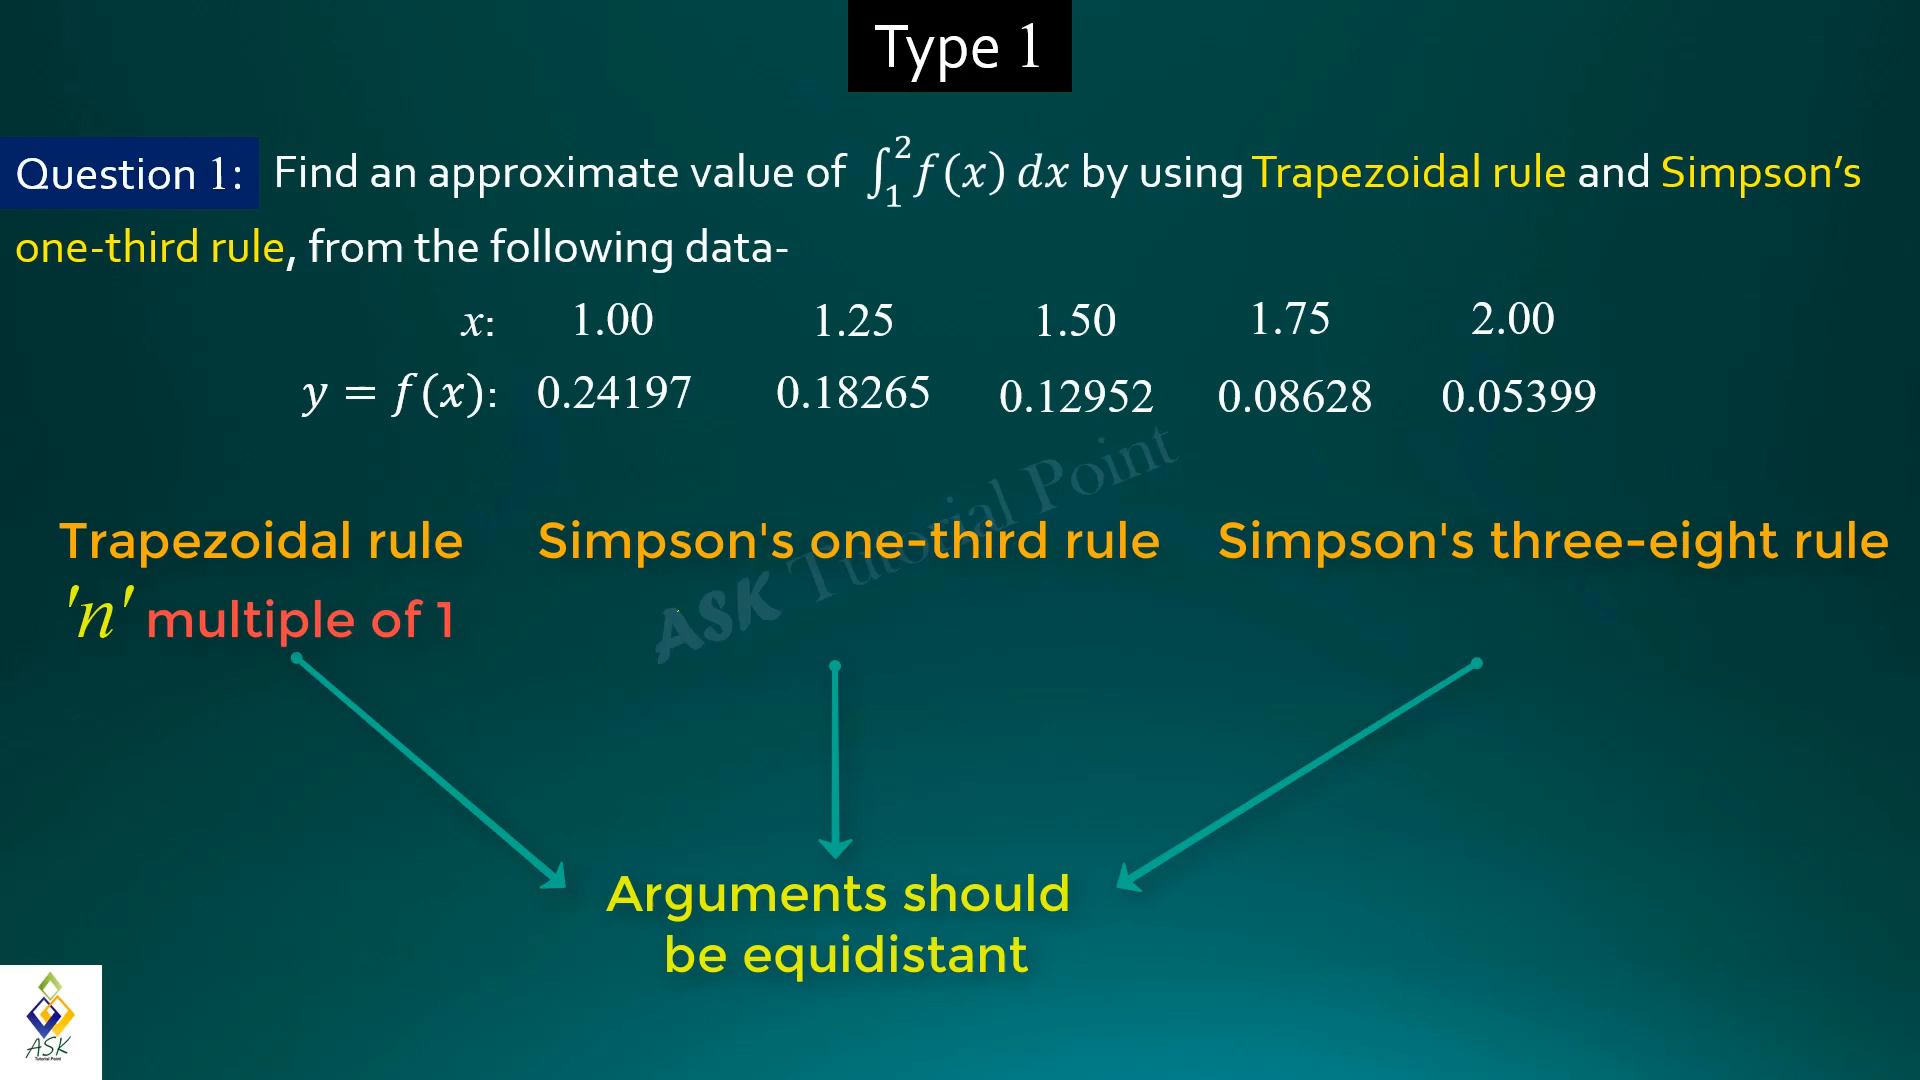 Type 1
Question 1: Find an approximate value of ∫₁² f(x) dx by using Trapezoidal rule and Simpson’s
one-third rule, from the following data-
x: 1.00 1.25 1.50 1.75 2.00
y = f(x): 0.24197 0.18265 0.12952 0.08628 0.05399
Trapezoidal rule Simpson's one-third rule Simpson's three-eight rule
'n' multiple of 1
ASK Tutorial Point
Arguments should
be equidistant
ASK
Tutorial Point